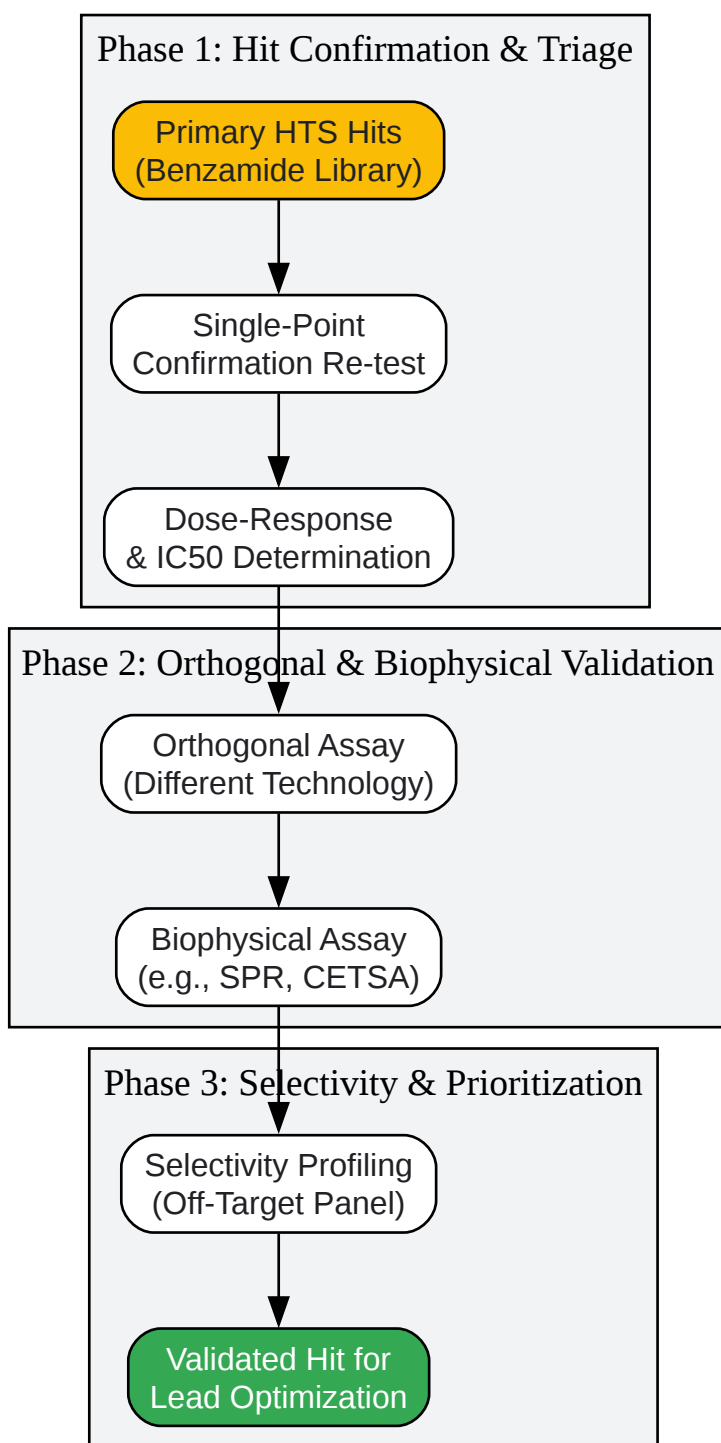 Phase 1: Hit Confirmation & Triage
Primary HTS Hits
(Benzamide Library)
Single-Point
Confirmation Re-test
Dose-Response
& IC50 Determination
Phase 2: Orthogonal & Biophysical Validation
Orthogonal Assay
(Different Technology)
Biophysical Assay
(e.g., SPR, CETSA)
Phase 3: Selectivity & Prioritization
Selectivity Profiling
(Off-Target Panel)
Validated Hit for
Lead Optimization